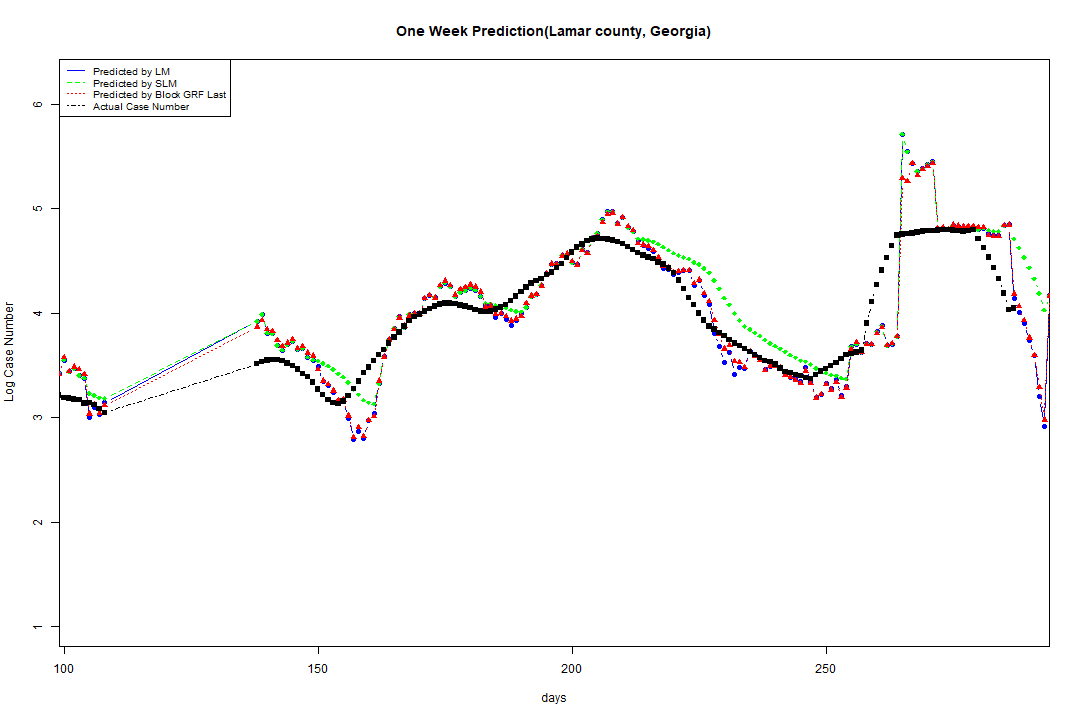 One Week Prediction(Lamar county, Georgia)
Predicted by LM
Predicted by SLM
Predicted by Block GRF Last
Actual Case Number
Log Case Number
6
5
4
3
2
1
100 150 200 250
days